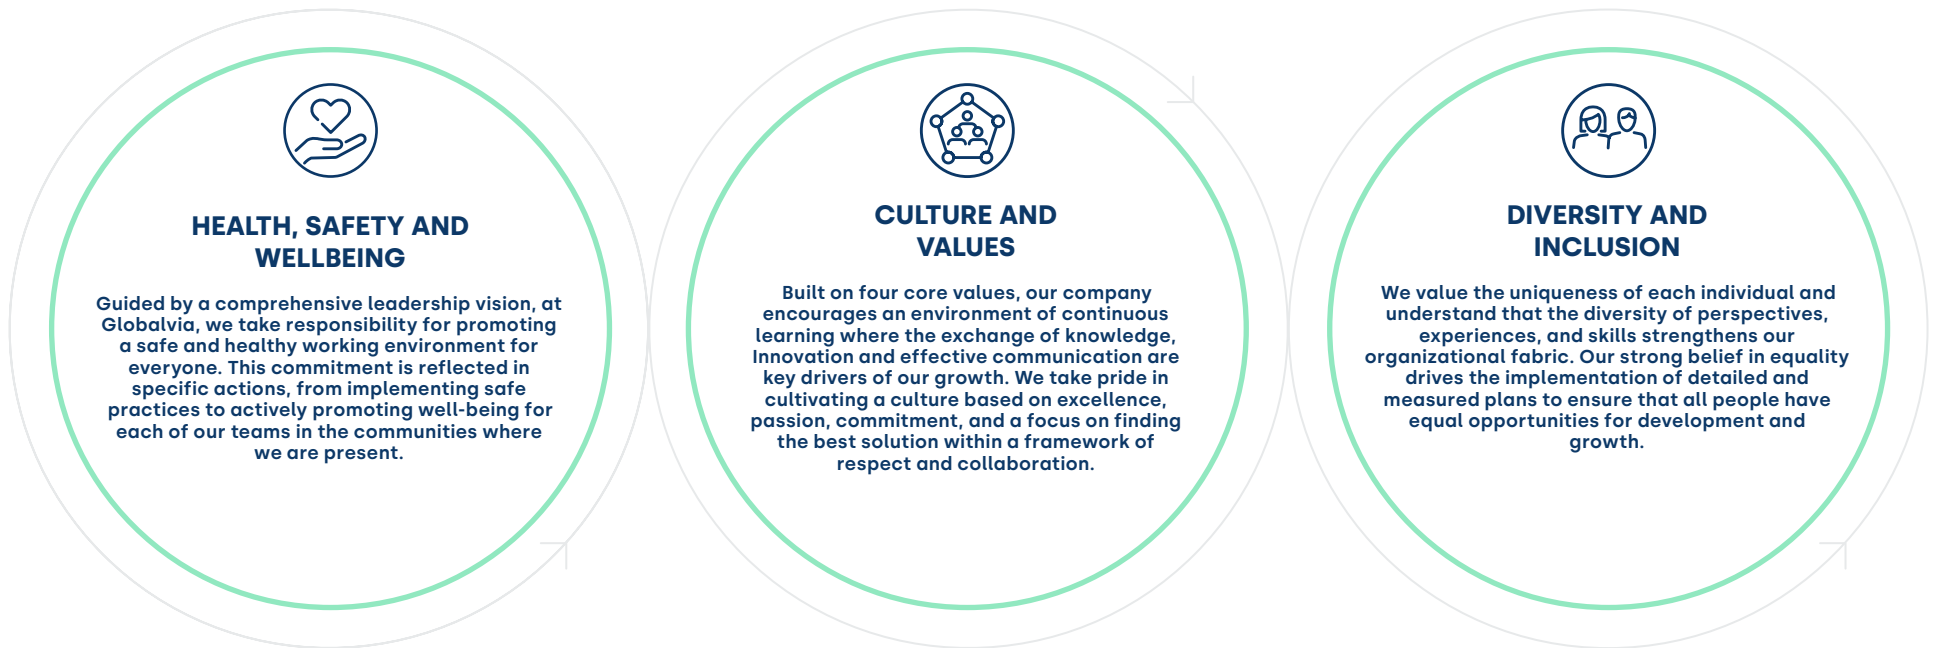 HEALTH, SAFETY AND
WELLBEING
Guided by a comprehensive leadership vision, at
Globalvia, we take responsibility for promoting
a safe and healthy working environment for
everyone. This commitment is reflected in
specific actions, from implementing safe
practices to actively promoting well-being for
each of our teams in the communities where
we are present.
CULTURE AND
VALUES
Built on four core values, our company
encourages an environment of continuous
learning where the exchange of knowledge,
Innovation and effective communication are
key drivers of our growth. We take pride in
cultivating a culture based on excellence,
passion, commitment, and a focus on finding
the best solution within a framework of
respect and collaboration.
DIVERSITY AND
INCLUSION
We value the uniqueness of each individual and
understand that the diversity of perspectives,
experiences, and skills strengthens our
organizational fabric. Our strong belief in equality
drives the implementation of detailed and
measured plans to ensure that all people have
equal opportunities for development and
growth.